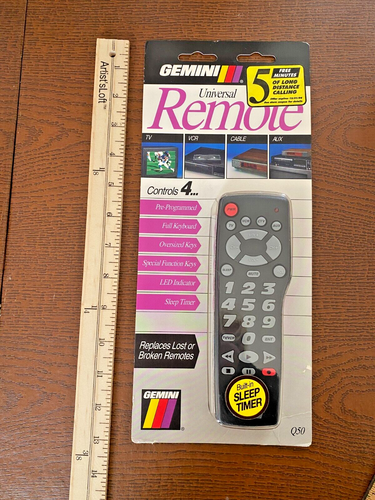 Artist's Loft
GEMINI
5 FREE
MINUTES
OF LONG
DISTANCE
CALLING
Universal
Remote
TV
VCR
CABLE
AUX
Controls 4...
Pre-Programmed
Full Keyboard
Oversized Keys
Special Function Keys
LED Indicator
Sleep Timer
1 2 3
4 5 6
7 8 9
0
Replaces Lost or
Broken Remotes
Built-in
SLEEP
TIMER
GEMINI
Q50